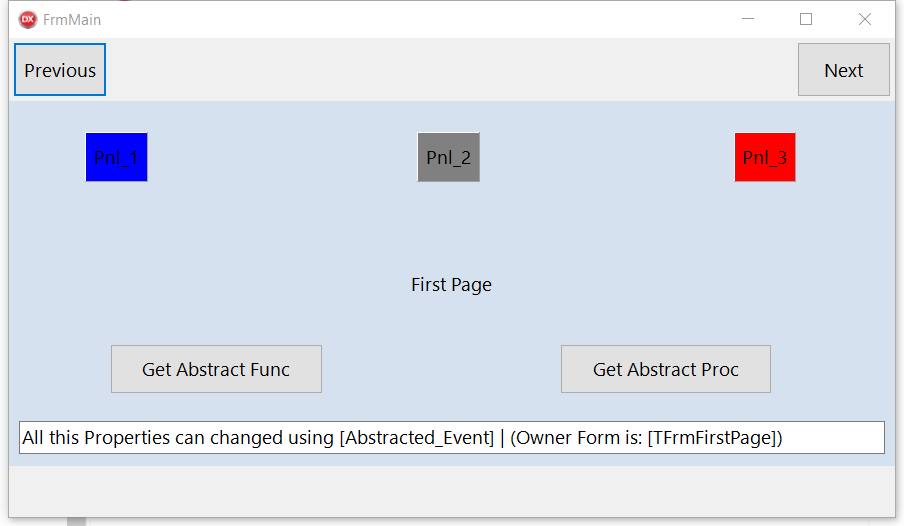 DX FrmMain
Previous
Next
Pnl_1
Pnl_2
Pnl_3
First Page
Get Abstract Func
Get Abstract Proc
All this Properties can changed using [Abstracted_Event] | (Owner Form is: [TFrmFirstPage])